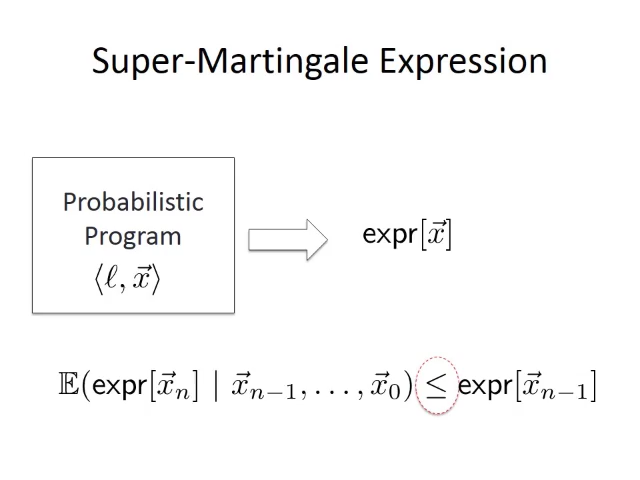 Super-Martingale Expression
Probabilistic
Program
⟨ℓ, x⃗⟩
expr[x⃗]
𝔼(expr[x⃗ₙ] | x⃗ₙ₋₁, . . . , x⃗₀) ≤ expr[x⃗ₙ₋₁]